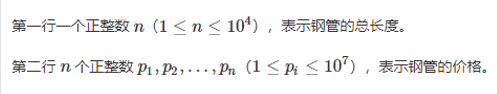 第一行一个正整数 n（1 ≤ n ≤ 10⁴），表示钢管的总长度。
第二行 n 个正整数 p₁, p₂, . . . , pₙ（1 ≤ pᵢ ≤ 10⁷），表示钢管的价格。